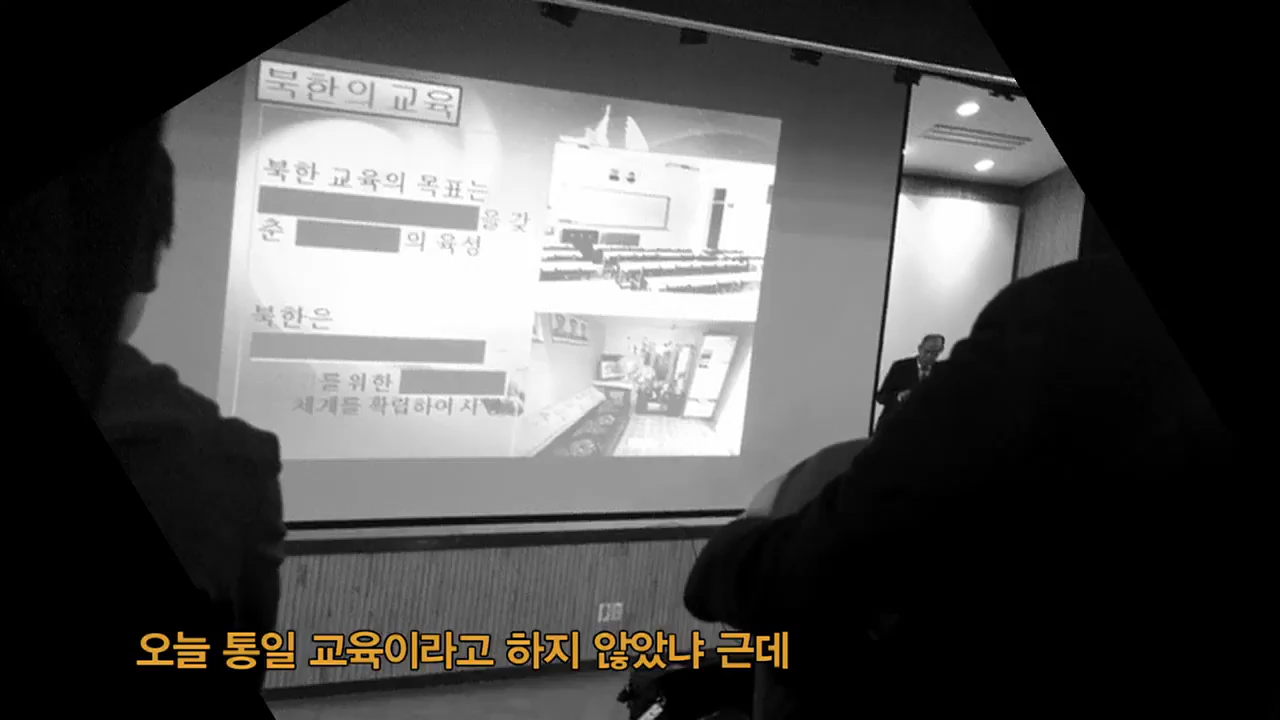 북한의 교육
북한 교육의 목표는
을 갖
춘 의 육성
북한은
를 위한
체계를 확립하여
오늘 통일 교육이라고 하지 않았냐 근데